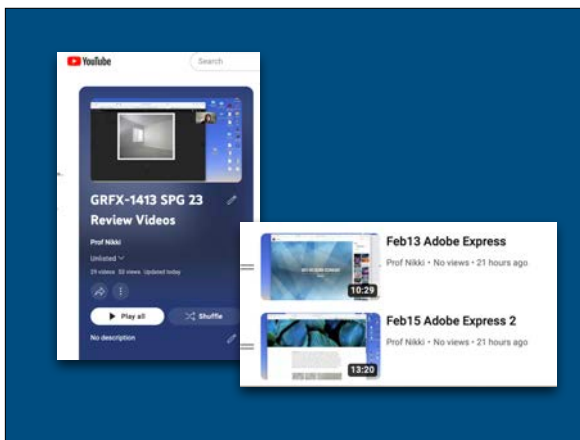 YouTube
Search
GRFX-1413 SPG 23
Review Videos
Prof Nikki
Unlisted
Play all
Shuffle
No description
Feb13 Adobe Express
Prof Nikki • No views • 21 hours ago
10:29
Feb15 Adobe Express 2
Prof Nikki • No views • 21 hours ago
13:20